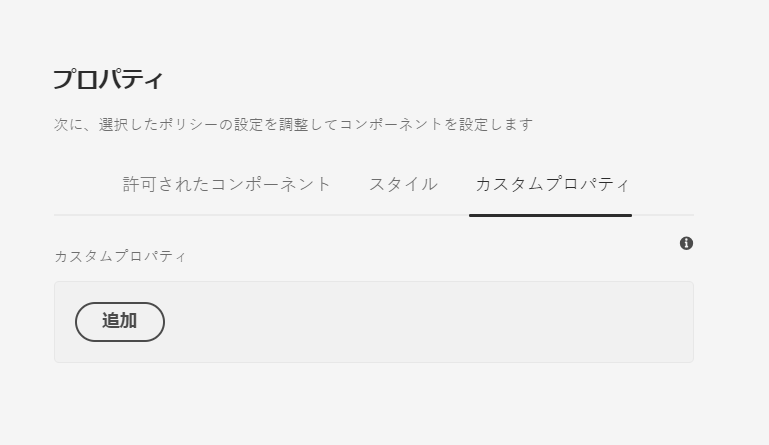 プロパティ
次に、選択したポリシーの設定を調整してコンポーネントを設定します
許可されたコンポーネント スタイル カスタムプロパティ
カスタムプロパティ
追加